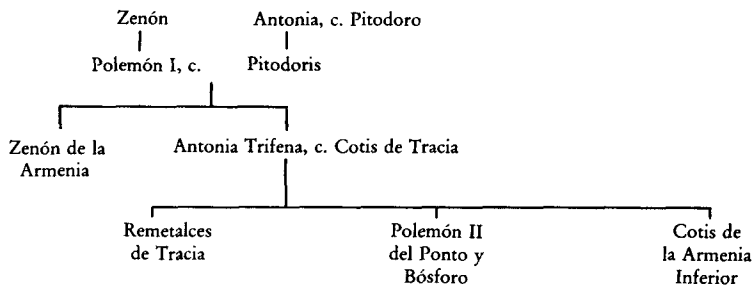 Zenón Antonia, c. Pitodoro
Polemón I, c. Pitodoris
Zenón de la
Armenia
Antonia Trifena, c. Cotis de Tracia
Remetalces
de Tracia
Polemón II
del Ponto y
Bósforo
Cotis de
la Armenia
Inferior